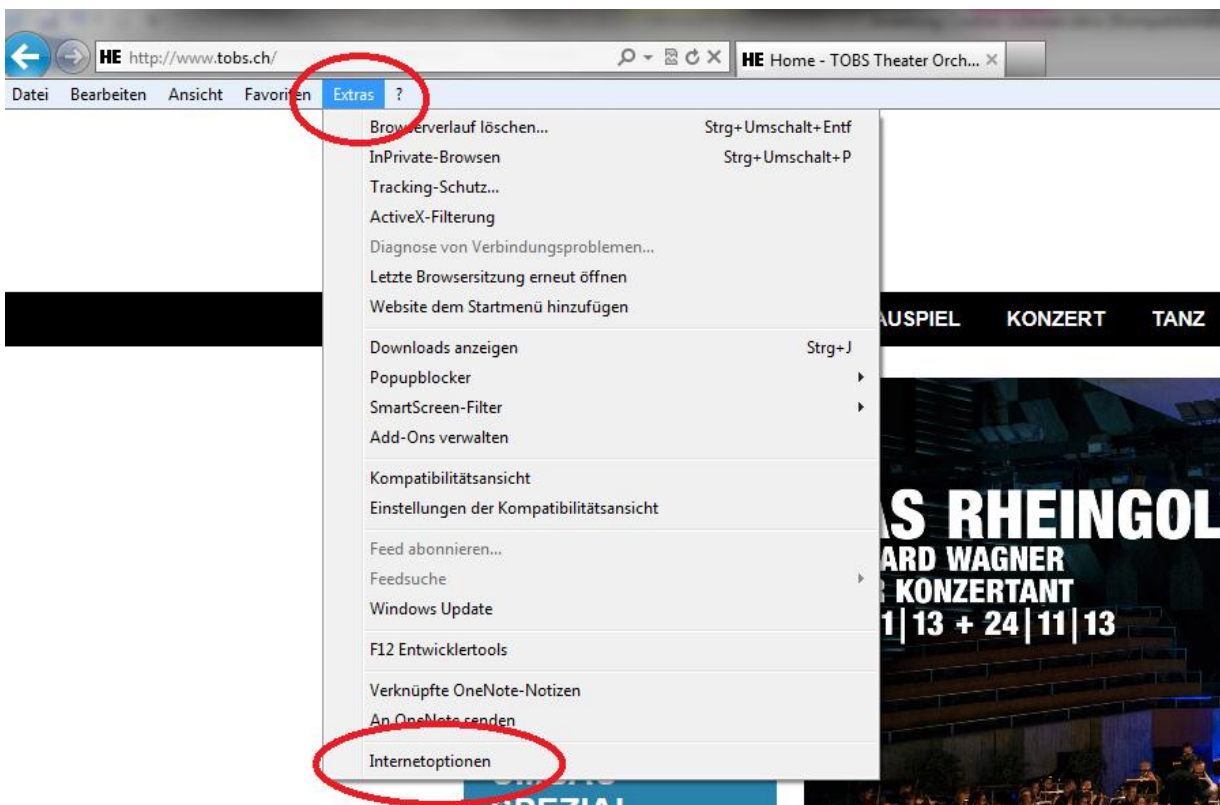 HE http://www.tobs.ch/
HE Home - TOBS Theater Orch...
Datei Bearbeiten Ansicht Favoriten Extras ?
Browserverlauf löschen... Strg+Umschalt+Entf
InPrivate-Browsen Strg+Umschalt+P
Tracking-Schutz...
ActiveX-Filterung
Diagnose von Verbindungsproblemen...
Letzte Browsersitzung erneut öffnen
Website dem Startmenü hinzufügen
AUSPIEL KONZERT TANZ
Downloads anzeigen Strg+J
Popupblocker
SmartScreen-Filter
Add-Ons verwalten
Kompatibilitätsansicht
Einstellungen der Kompatibilitätsansicht
Feed abonnieren...
Feedsuche
Windows Update
F12 Entwicklertools
Verknüpfte OneNote-Notizen
An OneNote senden
Internetoptionen
AS RHEINGOL
ARD WAGNER
R KONZERTANT
1|13 + 24|11|13
SPEZIAL